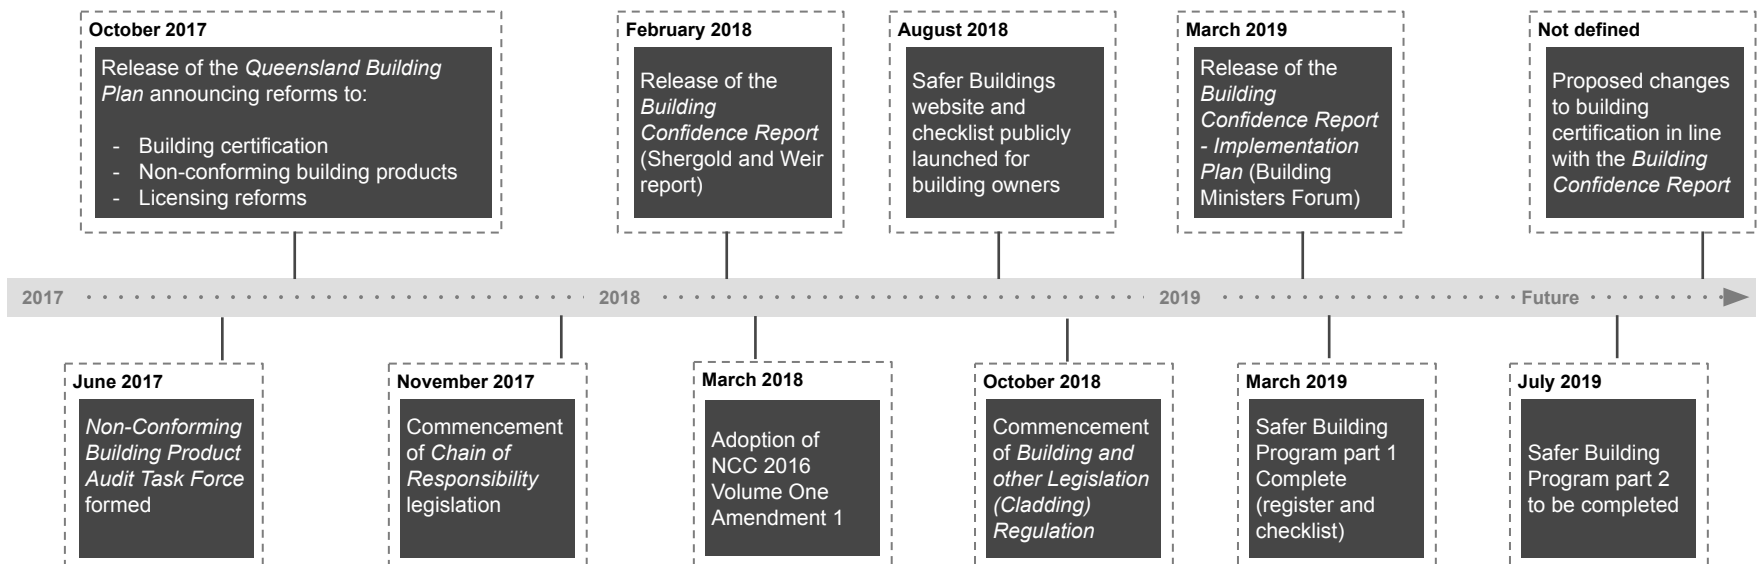 October 2017
Release of the Queensland Building
Plan announcing reforms to:
- Building certification
- Non-conforming building products
- Licensing reforms
February 2018
Release of the
Building
Confidence Report
(Shergold and Weir
report)
August 2018
Safer Buildings
website and
checklist publicly
launched for
building owners
March 2019
Release of the
Building
Confidence Report
- Implementation
Plan (Building
Ministers Forum)
Not defined
Proposed changes
to building
certification in line
with the Building
Confidence Report
2017
2018
2019
Future
June 2017
Non-Conforming
Building Product
Audit Task Force
formed
November 2017
Commencement
of Chain of
Responsibility
legislation
March 2018
Adoption of
NCC 2016
Volume One
Amendment 1
October 2018
Commencement
of Building and
other Legislation
(Cladding)
Regulation
March 2019
Safer Building
Program part 1
Complete
(register and
checklist)
July 2019
Safer Building
Program part 2
to be completed